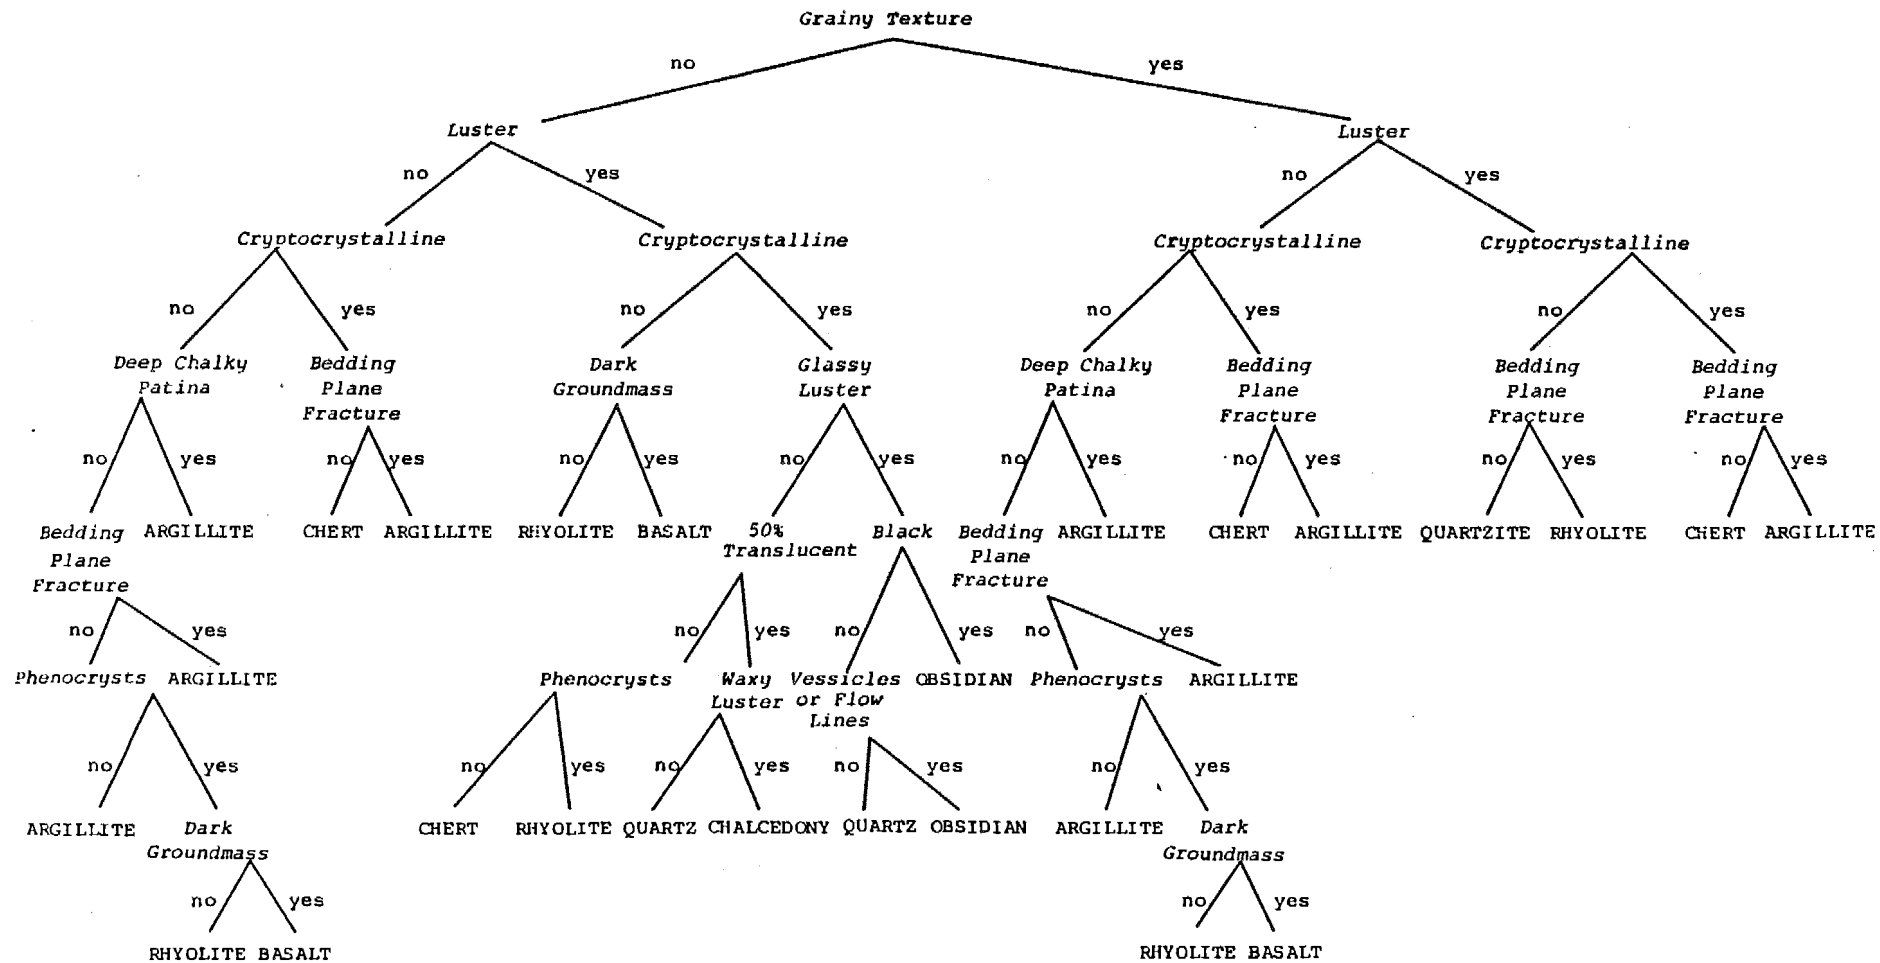 Grainy Texture
no yes
Luster Luster
no yes no yes
Cryptocrystalline Cryptocrystalline Cryptocrystalline Cryptocrystalline
no yes no yes no yes no yes
Deep Chalky Bedding Dark Glassy Deep Chalky Bedding Bedding Bedding
Patina Plane Groundmass Luster Patina Plane Plane Plane
Fracture Fracture Fracture Fracture
no yes no yes no yes no yes no yes no yes no yes no yes
Bedding ARGILLITE CHERT ARGILLITE RHYOLITE BASALT 50% Black Bedding ARGILLITE CHERT ARGILLITE QUARTZITE RHYOLITE CHERT ARGILLITE
Plane Translucent Plane
Fracture Fracture
no yes no yes no yes no yes
Phenocrysts ARGILLITE Phenocrysts Waxy Vessicles OBSIDIAN Phenocrysts ARGILLITE
Luster or Flow
Lines
no yes no yes no yes no yes no yes
ARGILLITE Dark CHERT RHYOLITE QUARTZ CHALCEDONY QUARTZ OBSIDIAN ARGILLITE Dark
Groundmass Groundmass
no yes no yes
RHYOLITE BASALT RHYOLITE BASALT